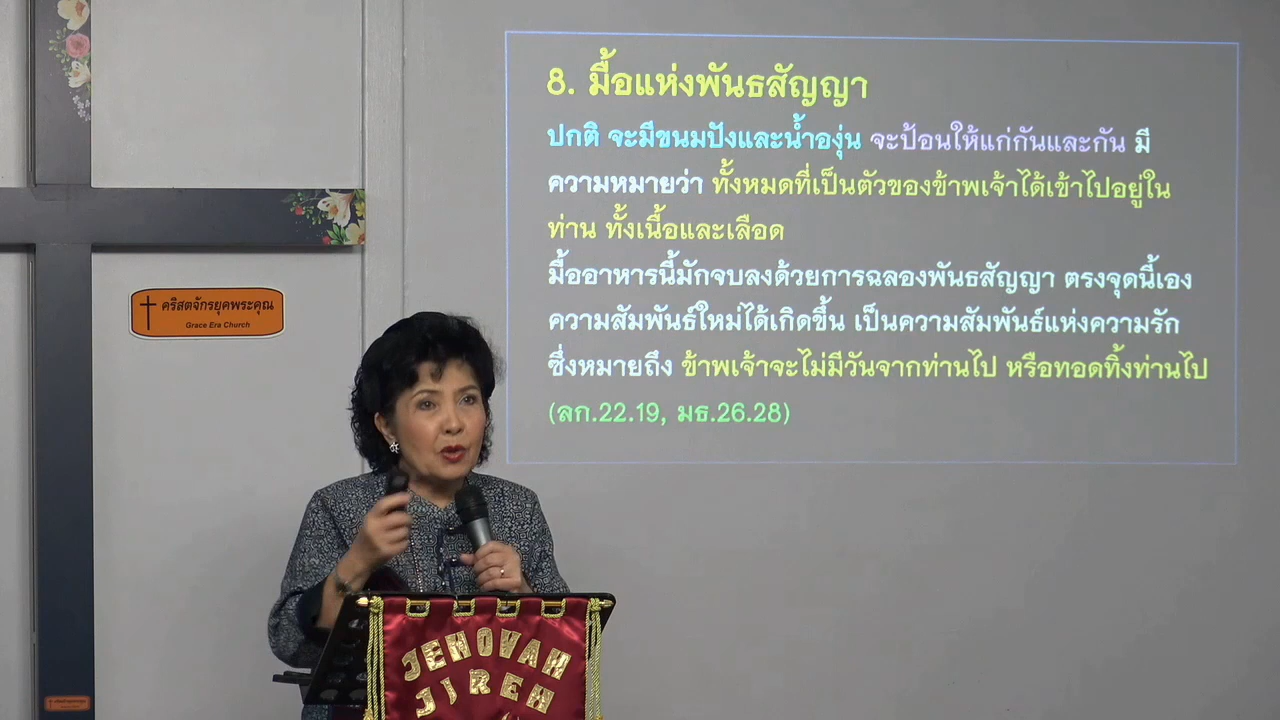 8. มื้อแห่งพันธสัญญา
ปกติ จะมีขนมปังและน้ำองุ่น จะป้อนให้แก่กันและกัน มี
ความหมายว่า ทั้งหมดที่เป็นตัวของข้าพเจ้าได้เข้าไปอยู่ใน
ท่าน ทั้งเนื้อและเลือด
มื้ออาหารนี้มักจบลงด้วยการฉลองพันธสัญญา ตรงจุดนี้เอง
ความสัมพันธ์ใหม่ได้เกิดขึ้น เป็นความสัมพันธ์แห่งความรัก
ซึ่งหมายถึง ข้าพเจ้าจะไม่มีวันจากท่านไป หรือทอดทิ้งท่านไป
(ลก.22.19, มธ.26.28)
คริสตจักรยุคพระคุณ
Grace Era Church
JEHOVAH
JIREH